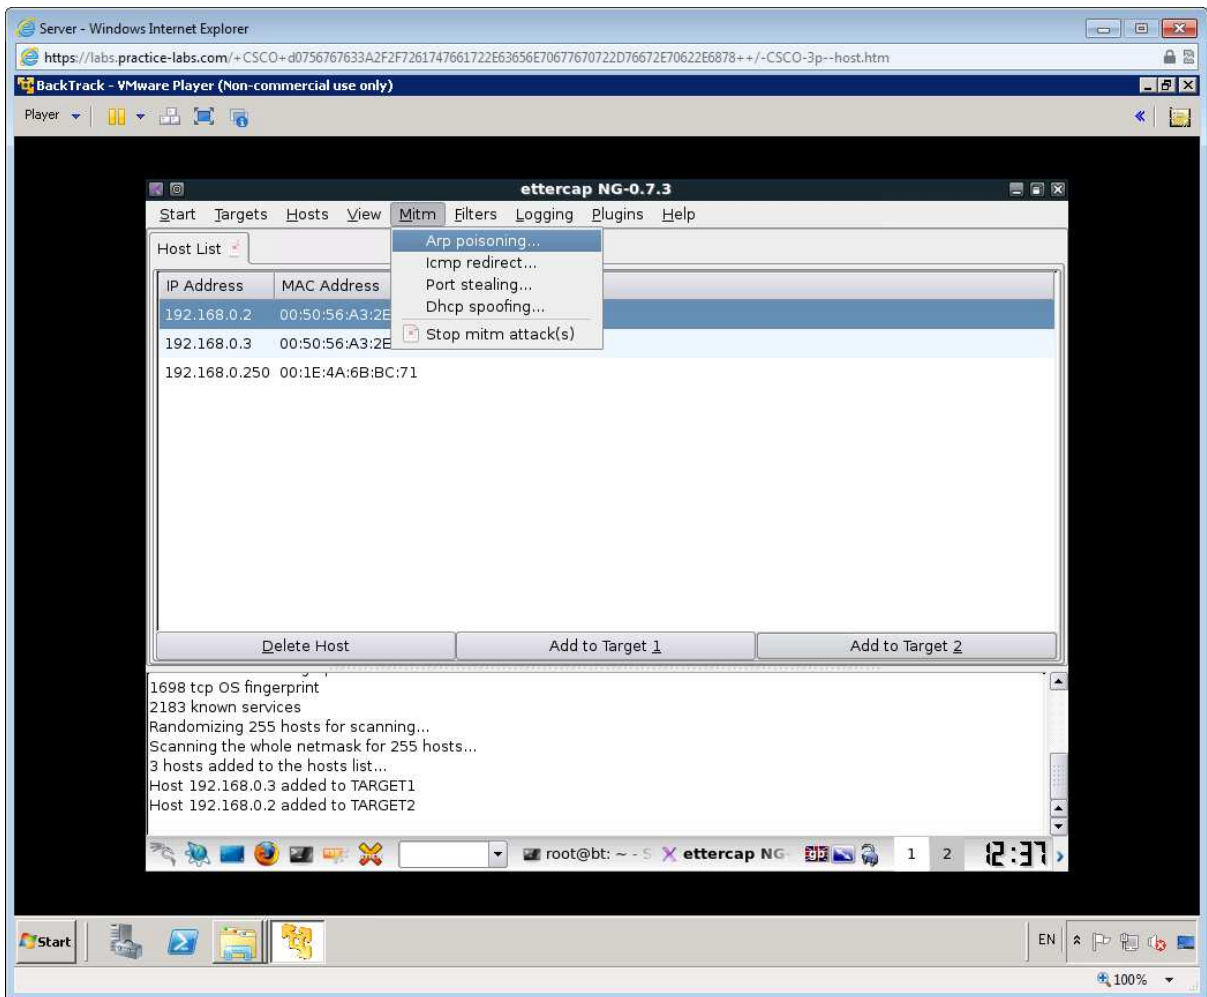 Server - Windows Internet Explorer
https://labs.practice-labs.com/+CSCO+d0756767633A2F2F7261747661722E63656E70677670722D76672E70622E6878++/-CSCO-3p--host.htm
BackTrack - VMware Player (Non-commercial use only)
Player
ettercap NG-0.7.3
Start Targets Hosts View Mitm Filters Logging Plugins Help
Host List
Arp poisoning...
Icmp redirect...
Port stealing...
Dhcp spoofing...
Stop mitm attack(s)
IP Address MAC Address
192.168.0.2 00:50:56:A3:2E
192.168.0.3 00:50:56:A3:2E
192.168.0.250 00:1E:4A:6B:BC:71
Delete Host Add to Target 1 Add to Target 2
1698 tcp OS fingerprint
2183 known services
Randomizing 255 hosts for scanning...
Scanning the whole netmask for 255 hosts...
3 hosts added to the hosts list...
Host 192.168.0.3 added to TARGET1
Host 192.168.0.2 added to TARGET2
root@bt: ~ - S ettercap NG- gb 1 2 12:37
Start EN
100%